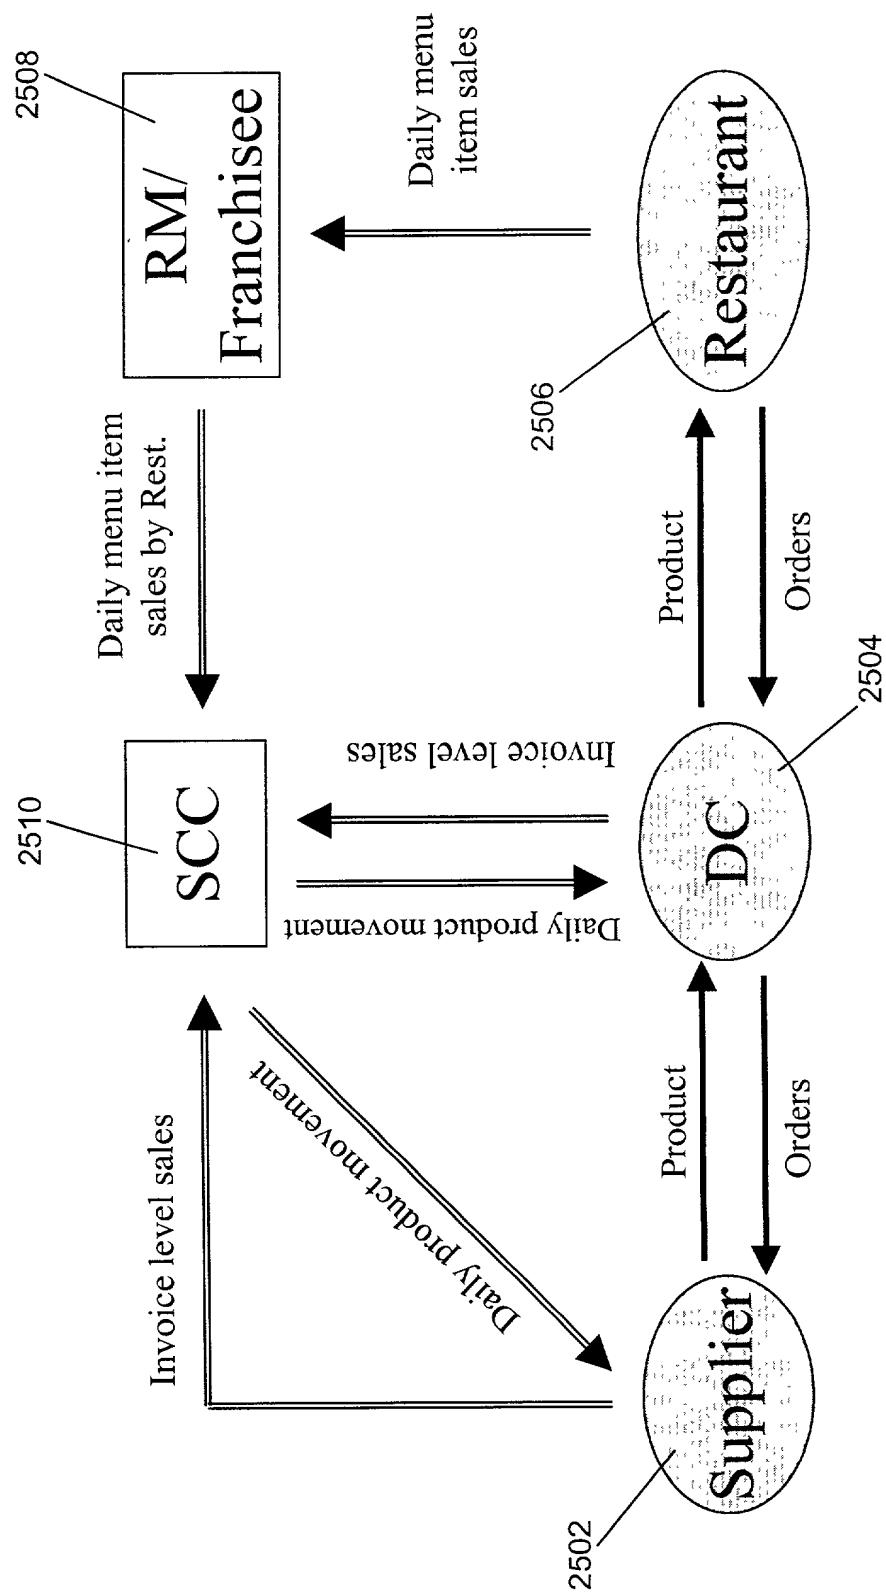 2510
SCC
Daily menu item
sales by Rest.
2508
RM/
Franchisee
Invoice level sales
Daily product movement
Daily product movement
Invoice level sales
Daily menu
item sales
2502
Supplier
Product
Orders
DC
2504
Product
Orders
2506
Restaurant